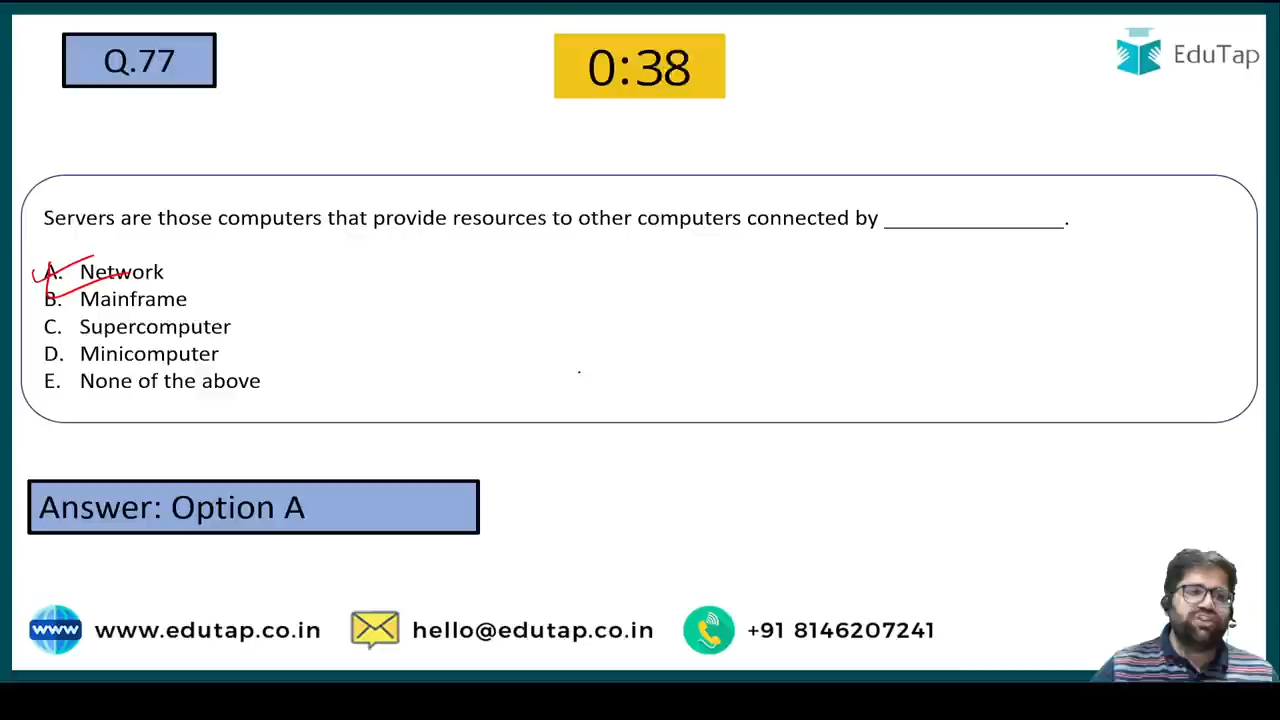 Q.77
0:38
EduTap
Servers are those computers that provide resources to other computers connected by ________________.
A. Network
B. Mainframe
C. Supercomputer
D. Minicomputer
E. None of the above
Answer: Option A
www www.edutap.co.in hello@edutap.co.in +91 8146207241